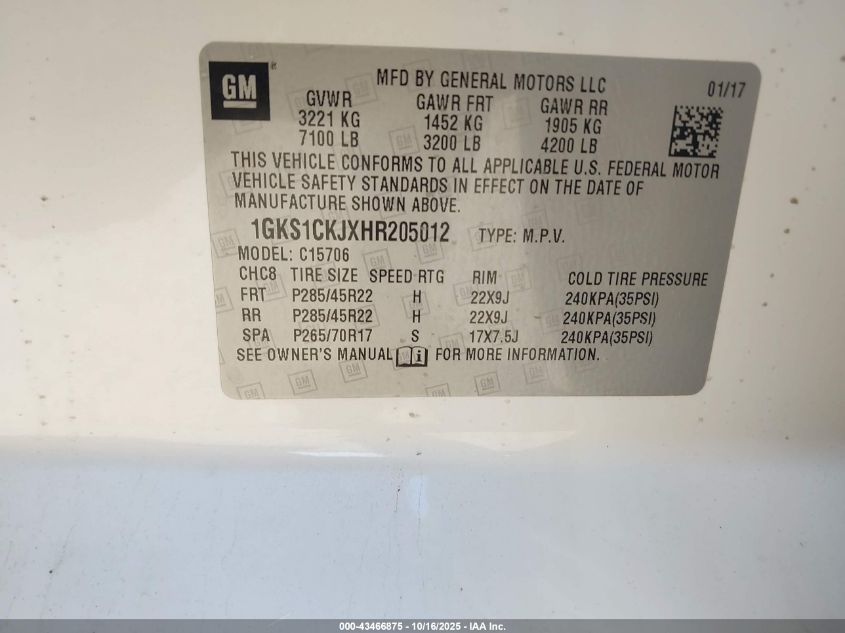 GM
MFD BY GENERAL MOTORS LLC
01/17
GVWR GAWR FRT GAWR RR
3221 KG 1452 KG 1905 KG
7100 LB 3200 LB 4200 LB
THIS VEHICLE CONFORMS TO ALL APPLICABLE U.S. FEDERAL MOTOR
VEHICLE SAFETY STANDARDS IN EFFECT ON THE DATE OF
MANUFACTURE SHOWN ABOVE.
1GKS1CKJXHR205012 TYPE: M.P.V.
MODEL: C15706
CHC8 TIRE SIZE SPEED RTG RIM COLD TIRE PRESSURE
FRT P285/45R22 H 22X9J 240KPA(35PSI)
RR P285/45R22 H 22X9J 240KPA(35PSI)
SPA P265/70R17 S 17X7.5J 240KPA(35PSI)
SEE OWNER'S MANUAL FOR MORE INFORMATION.
000-43466875 - 10/16/2025 - IAA Inc.